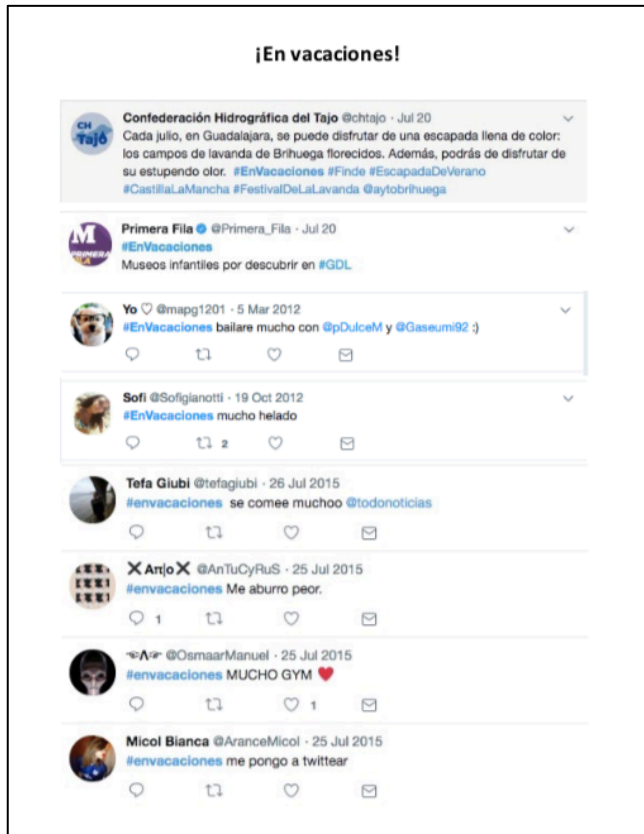 ¡En vacaciones!
CH Tajo
Confederación Hidrográfica del Tajo @chtajo · Jul 20
Cada julio, en Guadalajara, se puede disfrutar de una escapada llena de color:
los campos de lavanda de Brihuega florecidos. Además, podrás de disfrutar de
su estupendo olor. #EnVacaciones #Finde #EscapadaDeVerano
#CastillaLaMancha #FestivalDeLaLavanda @aytobrihuega
M
PRIMERA
Primera Fila @Primera_Fila · Jul 20
#EnVacaciones
Museos infantiles por descubrir en #GDL
Yo ♡ @mapg1201 · 5 Mar 2012
#EnVacaciones bailare mucho con @pDulceM y @Gaseumi92 :)
Sofi @Sofigianotti · 19 Oct 2012
#EnVacaciones mucho helado
2
Tefa Giubi @tefagiubi · 26 Jul 2015
#envacaciones se comee muchoo @todonoticias
✕ Aπ|o ✕ @AnTuCyRuS · 25 Jul 2015
#envacaciones Me aburro peor.
1
☜Λ☞ @OsmaarManuel · 25 Jul 2015
#envacaciones MUCHO GYM ❤
1
Micol Bianca @AranceMicol · 25 Jul 2015
#envacaciones me pongo a twittear